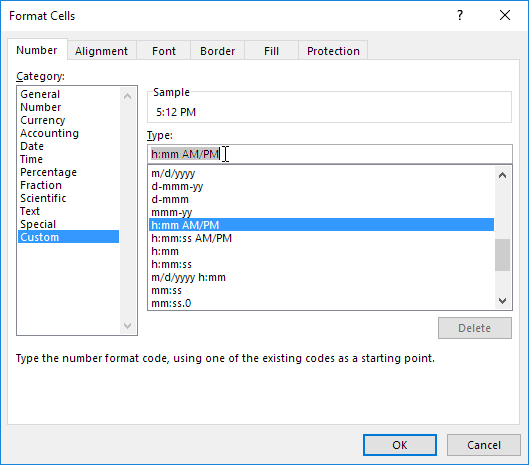 Format Cells
Number Alignment Font Border Fill Protection
Category:
General
Number
Currency
Accounting
Date
Time
Percentage
Fraction
Scientific
Text
Special
Custom
Sample
5:12 PM
Type:
h:mm AM/PM
m/d/yyyy
d-mmm-yy
d-mmm
mmm-yy
h:mm AM/PM
h:mm:ss AM/PM
h:mm
h:mm:ss
m/d/yyyy h:mm
mm:ss
mm:ss.0
Delete
Type the number format code, using one of the existing codes as a starting point.
OK Cancel